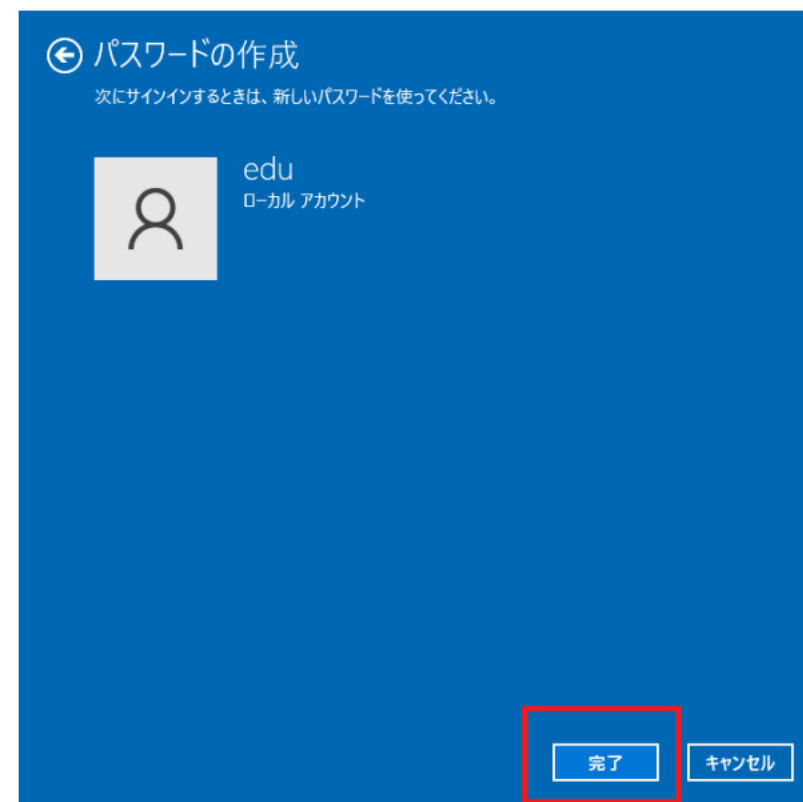 パスワードの作成
次にサインインするときは、新しいパスワードを使ってください。
edu
ローカル アカウント
完了
キャンセル